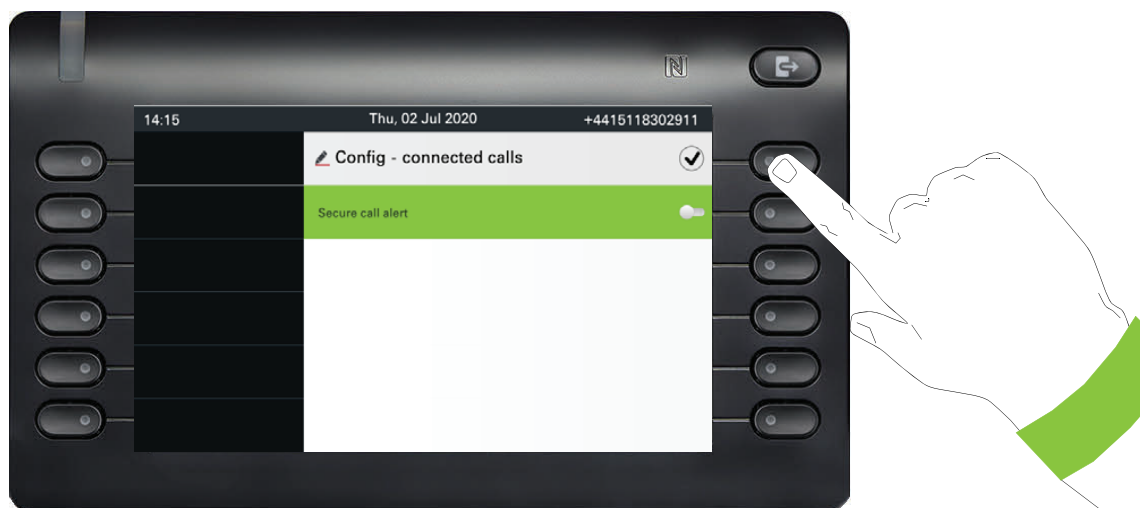 14:15 Thu, 02 Jul 2020 +4415118302911
Config - connected calls
Secure call alert